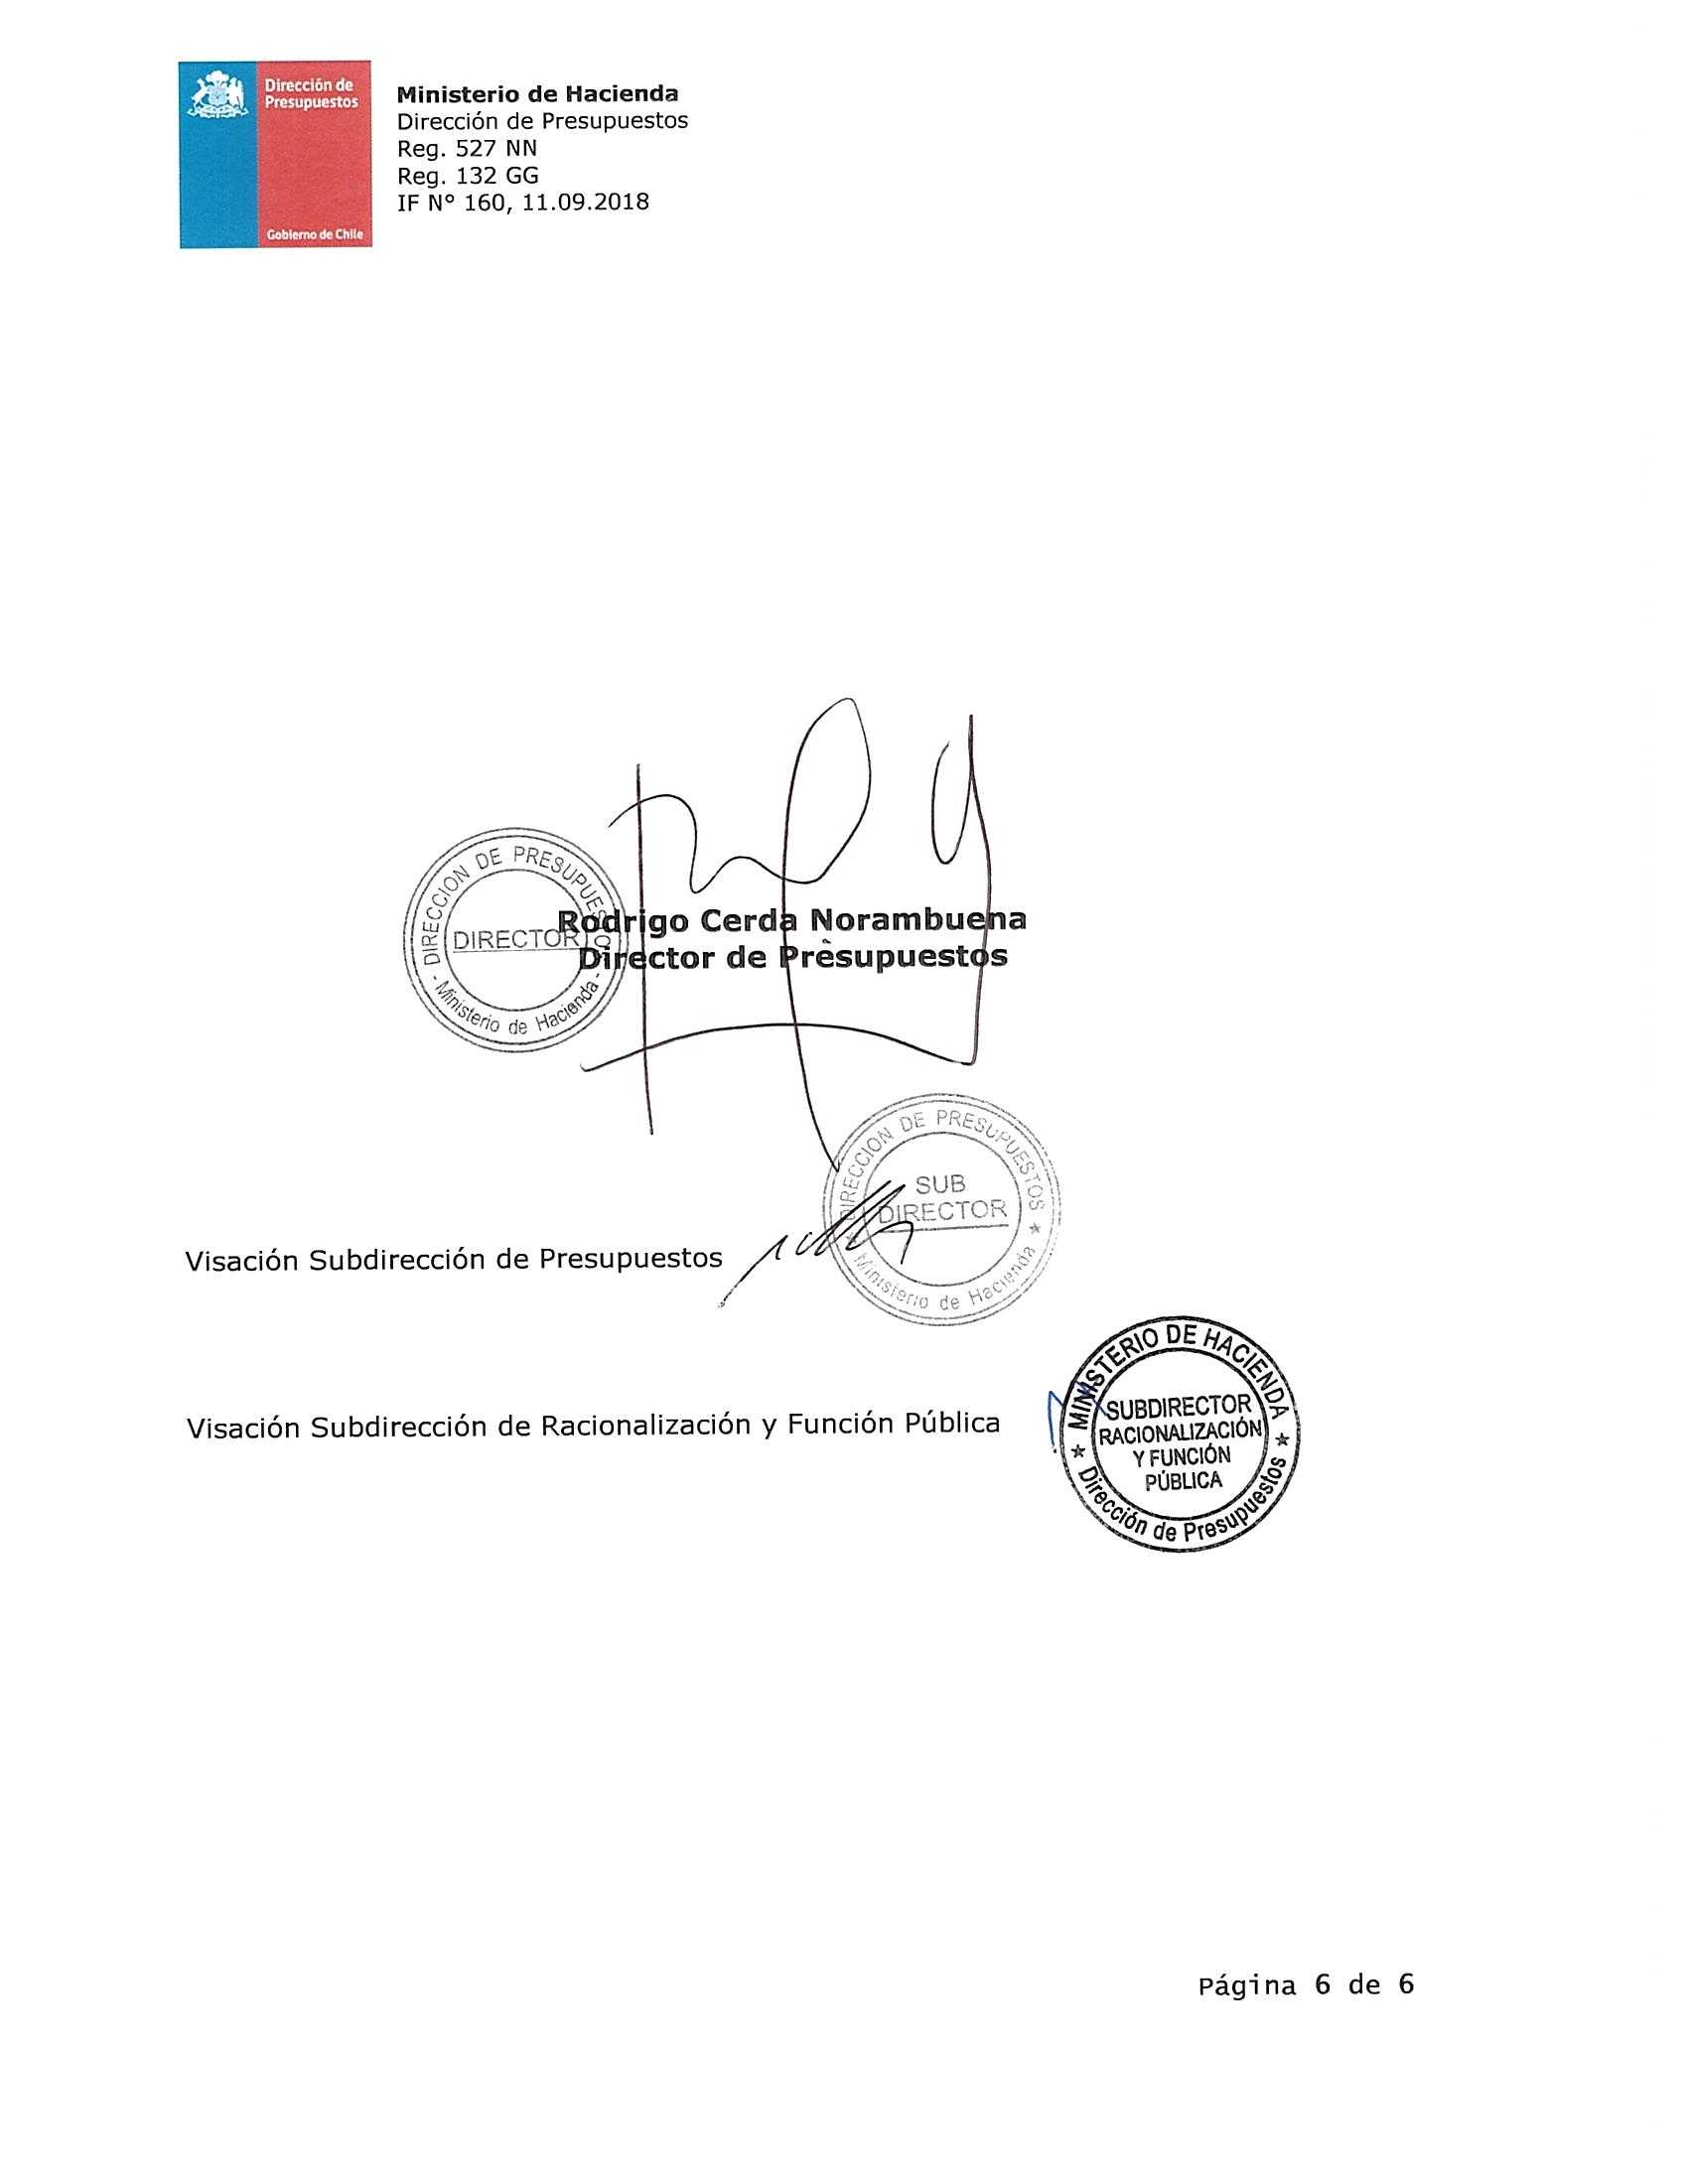 Dirección de
Presupuestos
Gobierno de Chile
Ministerio de Hacienda
Dirección de Presupuestos
Reg. 527 NN
Reg. 132 GG
IF N° 160, 11.09.2018
DIRECCION DE PRESUPUESTOS
DIRECTOR
- Ministerio de Hacienda -
Rodrigo Cerda Norambuena
Director de Presupuestos
DIRECCION DE PRESUPUESTOS
SUB
DIRECTOR
★ Ministerio de Hacienda ★
Visación Subdirección de Presupuestos
MINISTERIO DE HACIENDA
SUBDIRECTOR
RACIONALIZACIÓN
Y FUNCIÓN
PÚBLICA
★ Dirección de Presupuestos ★
Visación Subdirección de Racionalización y Función Pública
Página 6 de 6